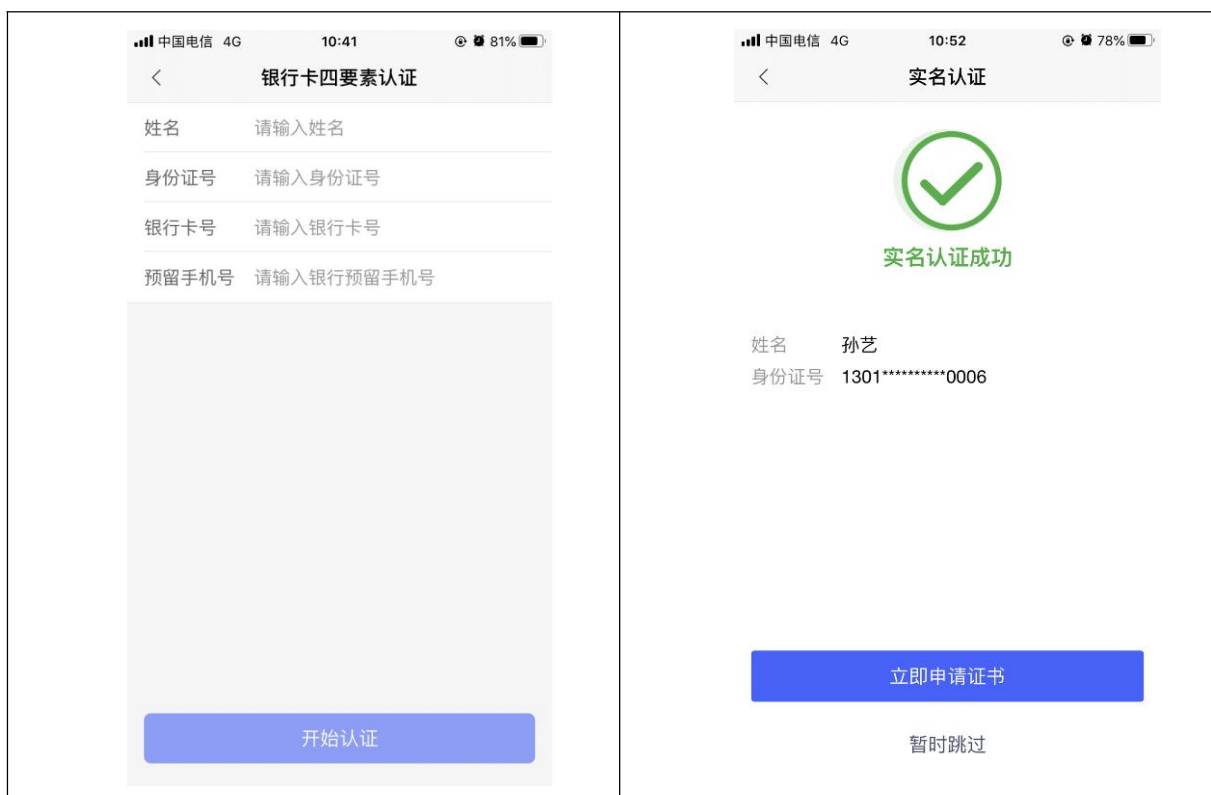 中国电信 4G 10:41 81%
银行卡四要素认证
姓名 请输入姓名
身份证号 请输入身份证号
银行卡号 请输入银行卡号
预留手机号 请输入银行预留手机号
开始认证
中国电信 4G 10:52 78%
实名认证
实名认证成功
姓名 孙艺
身份证号 1301**********0006
立即申请证书
暂时跳过